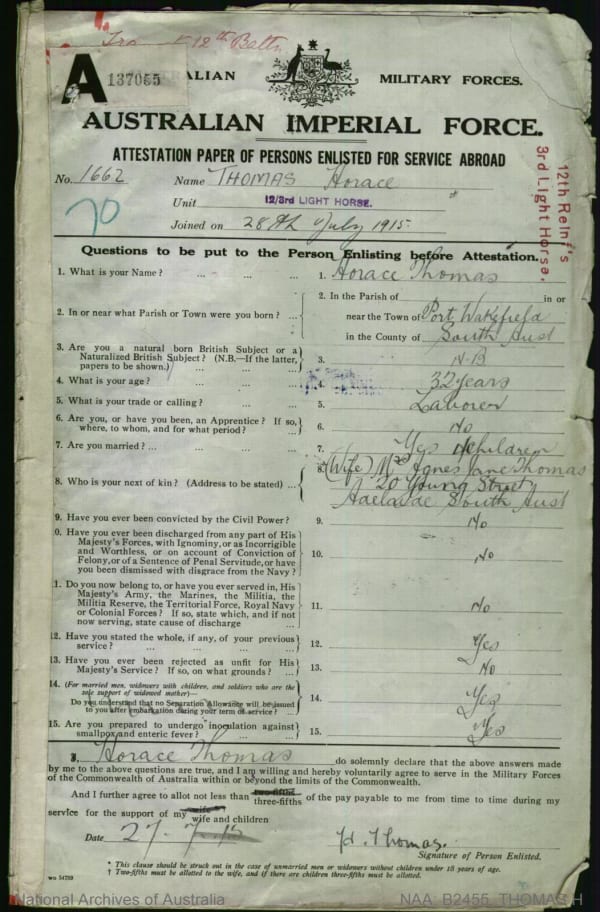 12th Battn
A 137055
AUSTRALIAN MILITARY FORCES.
AUSTRALIAN IMPERIAL FORCE.
ATTESTATION PAPER OF PERSONS ENLISTED FOR SERVICE ABROAD
12th Reinf's
3rd Light Horse.
No. 1662 Name THOMAS Horace
70
Unit 12/3rd LIGHT HORSE.
Joined on 28th July 1915
Questions to be put to the Person Enlisting before Attestation.
1. What is your Name? ... ... ... 1. Horace Thomas
2. In or near what Parish or Town were you born? ... 2. In the Parish of in or
near the Town of Port Wakefield
in the County of South Aust
3. Are you a natural born British Subject or a
Naturalized British Subject? (N.B.—If the latter,
papers to be shown.) ... ... ... 3. N.B
4. What is your age? ... ... ... 4. 32 years
5. What is your trade or calling? ... ... 5. Laborer
6. Are you, or have you been, an Apprentice? If so,
where, to whom, and for what period? ... 6. No
7. Are you married? ... ... ... ... 7. Yes children
8. Who is your next of kin? (Address to be stated) ... 8. (Wife) Mrs Agnes Jane Thomas
20 Young Street
Adelaide South Aust
9. Have you ever been convicted by the Civil Power? 9. No
0. Have you ever been discharged from any part of His
Majesty's Forces, with Ignominy, or as Incorrigible
and Worthless, or on account of Conviction of
Felony, or of a Sentence of Penal Servitude, or have
you been dismissed with disgrace from the Navy? 10. No
1. Do you now belong to, or have you ever served in, His
Majesty's Army, the Marines, the Militia, the
Militia Reserve, the Territorial Force, Royal Navy
or Colonial Forces? If so, state which, and if not
now serving, state cause of discharge ... 11. No
12. Have you stated the whole, if any, of your previous
service? ... ... ... ... 12. Yes
13. Have you ever been rejected as unfit for His
Majesty's Service? If so, on what grounds? ... 13. No
14. (For married men, widowers with children, and soldiers who are the
sole support of widowed mother)—
Do you understand that no Separation Allowance will be issued
to you after embarkation during your term of service? ... 14. Yes
15. Are you prepared to undergo inoculation against
smallpox and enteric fever? ... ... 15. Yes
I, Horace Thomas do solemnly declare that the above answers made
by me to the above questions are true, and I am willing and hereby voluntarily agree to serve in the Military Forces
of the Commonwealth of Australia within or beyond the limits of the Commonwealth.
And I further agree to allot not less than two-fifths three-fifths of the pay payable to me from time to time during my
service for the support of my wife wife and children
Date 27-7-15 H. Thomas.
Signature of Person Enlisted.
* This clause should be struck out in the case of unmarried men or widowers without children under 18 years of age.
† Two-fifths must be allotted to the wife, and if there are children three-fifths must be allotted.
National Archives of Australia NAA: B2455, THOMAS H